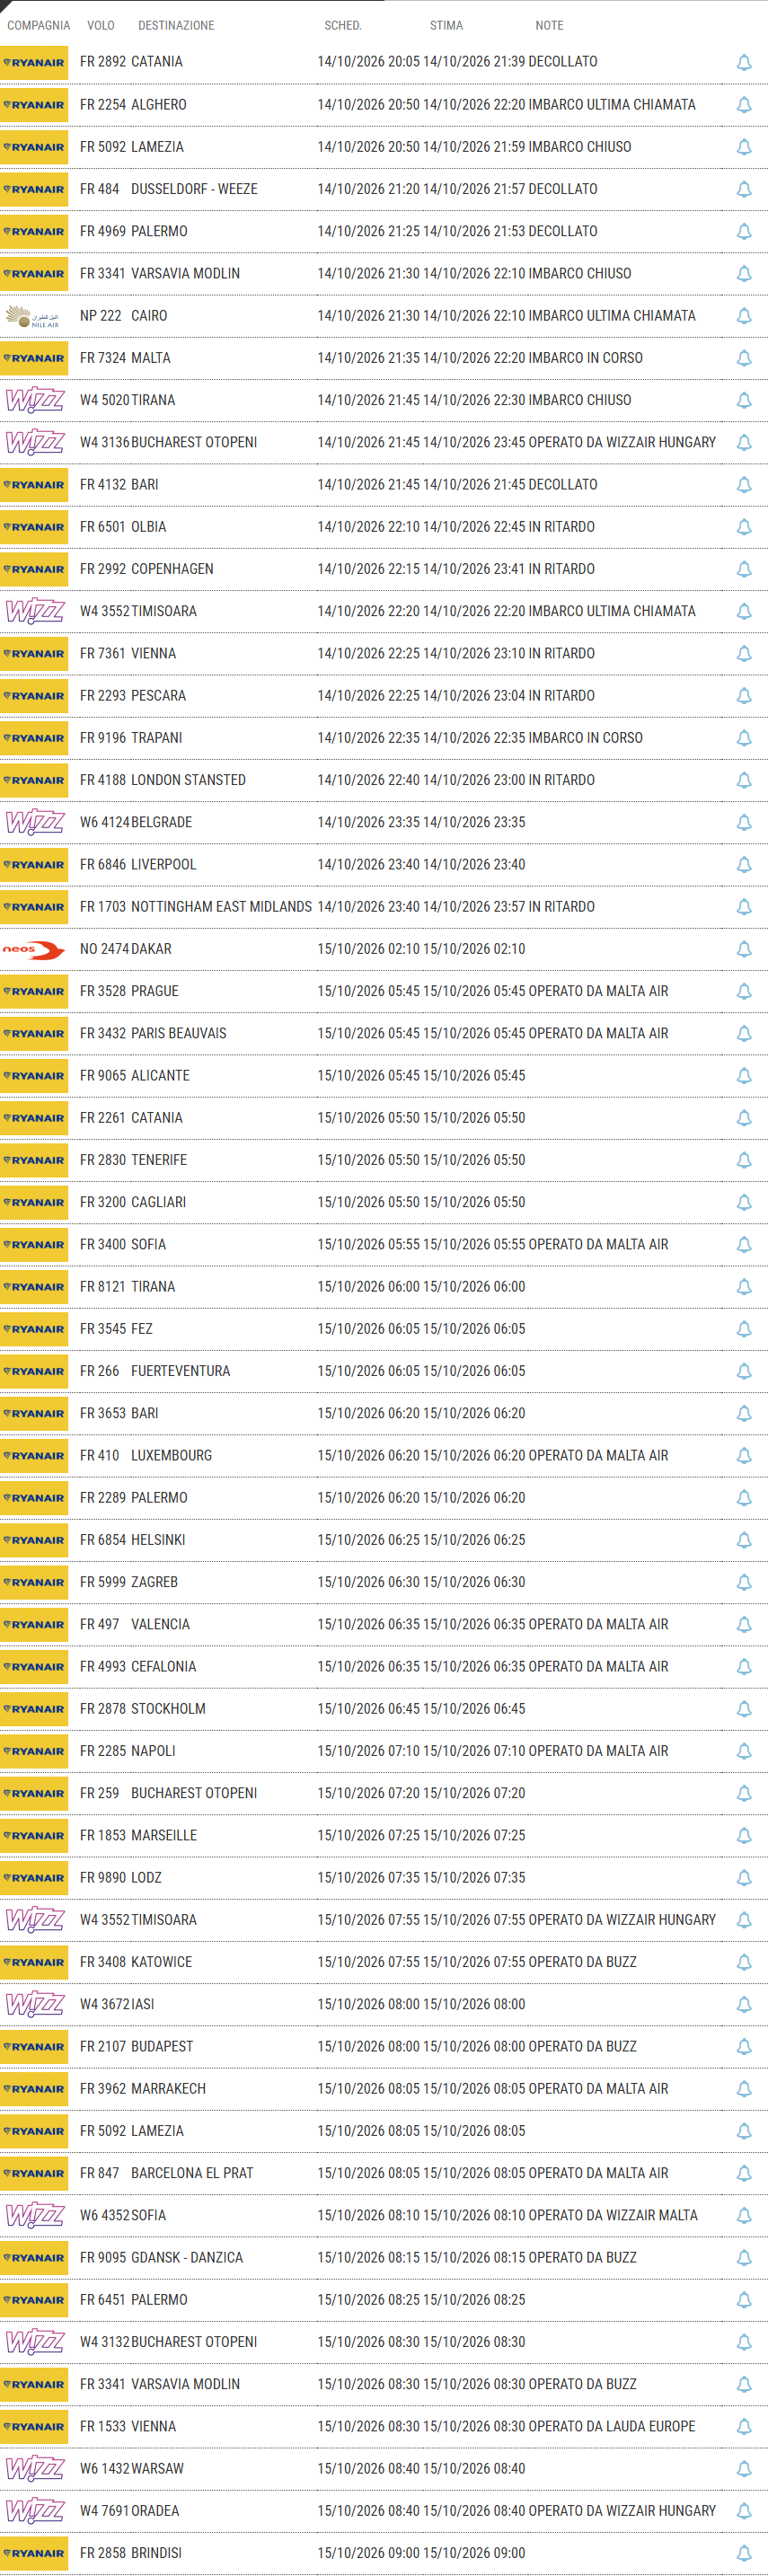 COMPAGNIA VOLO DESTINAZIONE SCHED. STIMA NOTE
RYANAIR FR 2892 CATANIA 14/10/2026 20:05 14/10/2026 21:39 DECOLLATO
RYANAIR FR 2254 ALGHERO 14/10/2026 20:50 14/10/2026 22:20 IMBARCO ULTIMA CHIAMATA
RYANAIR FR 5092 LAMEZIA 14/10/2026 20:50 14/10/2026 21:59 IMBARCO CHIUSO
RYANAIR FR 484 DUSSELDORF - WEEZE 14/10/2026 21:20 14/10/2026 21:57 DECOLLATO
RYANAIR FR 4969 PALERMO 14/10/2026 21:25 14/10/2026 21:53 DECOLLATO
RYANAIR FR 3341 VARSAVIA MODLIN 14/10/2026 21:30 14/10/2026 22:10 IMBARCO CHIUSO
NILE AIR NP 222 CAIRO 14/10/2026 21:30 14/10/2026 22:10 IMBARCO ULTIMA CHIAMATA
RYANAIR FR 7324 MALTA 14/10/2026 21:35 14/10/2026 22:20 IMBARCO IN CORSO
WIZZ W4 5020 TIRANA 14/10/2026 21:45 14/10/2026 22:30 IMBARCO CHIUSO
WIZZ W4 3136 BUCHAREST OTOPENI 14/10/2026 21:45 14/10/2026 23:45 OPERATO DA WIZZAIR HUNGARY
RYANAIR FR 4132 BARI 14/10/2026 21:45 14/10/2026 21:45 DECOLLATO
RYANAIR FR 6501 OLBIA 14/10/2026 22:10 14/10/2026 22:45 IN RITARDO
RYANAIR FR 2992 COPENHAGEN 14/10/2026 22:15 14/10/2026 23:41 IN RITARDO
WIZZ W4 3552 TIMISOARA 14/10/2026 22:20 14/10/2026 22:20 IMBARCO ULTIMA CHIAMATA
RYANAIR FR 7361 VIENNA 14/10/2026 22:25 14/10/2026 23:10 IN RITARDO
RYANAIR FR 2293 PESCARA 14/10/2026 22:25 14/10/2026 23:04 IN RITARDO
RYANAIR FR 9196 TRAPANI 14/10/2026 22:35 14/10/2026 22:35 IMBARCO IN CORSO
RYANAIR FR 4188 LONDON STANSTED 14/10/2026 22:40 14/10/2026 23:00 IN RITARDO
WIZZ W6 4124 BELGRADE 14/10/2026 23:35 14/10/2026 23:35
RYANAIR FR 6846 LIVERPOOL 14/10/2026 23:40 14/10/2026 23:40
RYANAIR FR 1703 NOTTINGHAM EAST MIDLANDS 14/10/2026 23:40 14/10/2026 23:57 IN RITARDO
neos NO 2474 DAKAR 15/10/2026 02:10 15/10/2026 02:10
RYANAIR FR 3528 PRAGUE 15/10/2026 05:45 15/10/2026 05:45 OPERATO DA MALTA AIR
RYANAIR FR 3432 PARIS BEAUVAIS 15/10/2026 05:45 15/10/2026 05:45 OPERATO DA MALTA AIR
RYANAIR FR 9065 ALICANTE 15/10/2026 05:45 15/10/2026 05:45
RYANAIR FR 2261 CATANIA 15/10/2026 05:50 15/10/2026 05:50
RYANAIR FR 2830 TENERIFE 15/10/2026 05:50 15/10/2026 05:50
RYANAIR FR 3200 CAGLIARI 15/10/2026 05:50 15/10/2026 05:50
RYANAIR FR 3400 SOFIA 15/10/2026 05:55 15/10/2026 05:55 OPERATO DA MALTA AIR
RYANAIR FR 8121 TIRANA 15/10/2026 06:00 15/10/2026 06:00
RYANAIR FR 3545 FEZ 15/10/2026 06:05 15/10/2026 06:05
RYANAIR FR 266 FUERTEVENTURA 15/10/2026 06:05 15/10/2026 06:05
RYANAIR FR 3653 BARI 15/10/2026 06:20 15/10/2026 06:20
RYANAIR FR 410 LUXEMBOURG 15/10/2026 06:20 15/10/2026 06:20 OPERATO DA MALTA AIR
RYANAIR FR 2289 PALERMO 15/10/2026 06:20 15/10/2026 06:20
RYANAIR FR 6854 HELSINKI 15/10/2026 06:25 15/10/2026 06:25
RYANAIR FR 5999 ZAGREB 15/10/2026 06:30 15/10/2026 06:30
RYANAIR FR 497 VALENCIA 15/10/2026 06:35 15/10/2026 06:35 OPERATO DA MALTA AIR
RYANAIR FR 4993 CEFALONIA 15/10/2026 06:35 15/10/2026 06:35 OPERATO DA MALTA AIR
RYANAIR FR 2878 STOCKHOLM 15/10/2026 06:45 15/10/2026 06:45
RYANAIR FR 2285 NAPOLI 15/10/2026 07:10 15/10/2026 07:10 OPERATO DA MALTA AIR
RYANAIR FR 259 BUCHAREST OTOPENI 15/10/2026 07:20 15/10/2026 07:20
RYANAIR FR 1853 MARSEILLE 15/10/2026 07:25 15/10/2026 07:25
RYANAIR FR 9890 LODZ 15/10/2026 07:35 15/10/2026 07:35
WIZZ W4 3552 TIMISOARA 15/10/2026 07:55 15/10/2026 07:55 OPERATO DA WIZZAIR HUNGARY
RYANAIR FR 3408 KATOWICE 15/10/2026 07:55 15/10/2026 07:55 OPERATO DA BUZZ
WIZZ W4 3672 IASI 15/10/2026 08:00 15/10/2026 08:00
RYANAIR FR 2107 BUDAPEST 15/10/2026 08:00 15/10/2026 08:00 OPERATO DA BUZZ
RYANAIR FR 3962 MARRAKECH 15/10/2026 08:05 15/10/2026 08:05 OPERATO DA MALTA AIR
RYANAIR FR 5092 LAMEZIA 15/10/2026 08:05 15/10/2026 08:05
RYANAIR FR 847 BARCELONA EL PRAT 15/10/2026 08:05 15/10/2026 08:05 OPERATO DA MALTA AIR
WIZZ W6 4352 SOFIA 15/10/2026 08:10 15/10/2026 08:10 OPERATO DA WIZZAIR MALTA
RYANAIR FR 9095 GDANSK - DANZICA 15/10/2026 08:15 15/10/2026 08:15 OPERATO DA BUZZ
RYANAIR FR 6451 PALERMO 15/10/2026 08:25 15/10/2026 08:25
WIZZ W4 3132 BUCHAREST OTOPENI 15/10/2026 08:30 15/10/2026 08:30
RYANAIR FR 3341 VARSAVIA MODLIN 15/10/2026 08:30 15/10/2026 08:30 OPERATO DA BUZZ
RYANAIR FR 1533 VIENNA 15/10/2026 08:30 15/10/2026 08:30 OPERATO DA LAUDA EUROPE
WIZZ W6 1432 WARSAW 15/10/2026 08:40 15/10/2026 08:40
WIZZ W4 7691 ORADEA 15/10/2026 08:40 15/10/2026 08:40 OPERATO DA WIZZAIR HUNGARY
RYANAIR FR 2858 BRINDISI 15/10/2026 09:00 15/10/2026 09:00